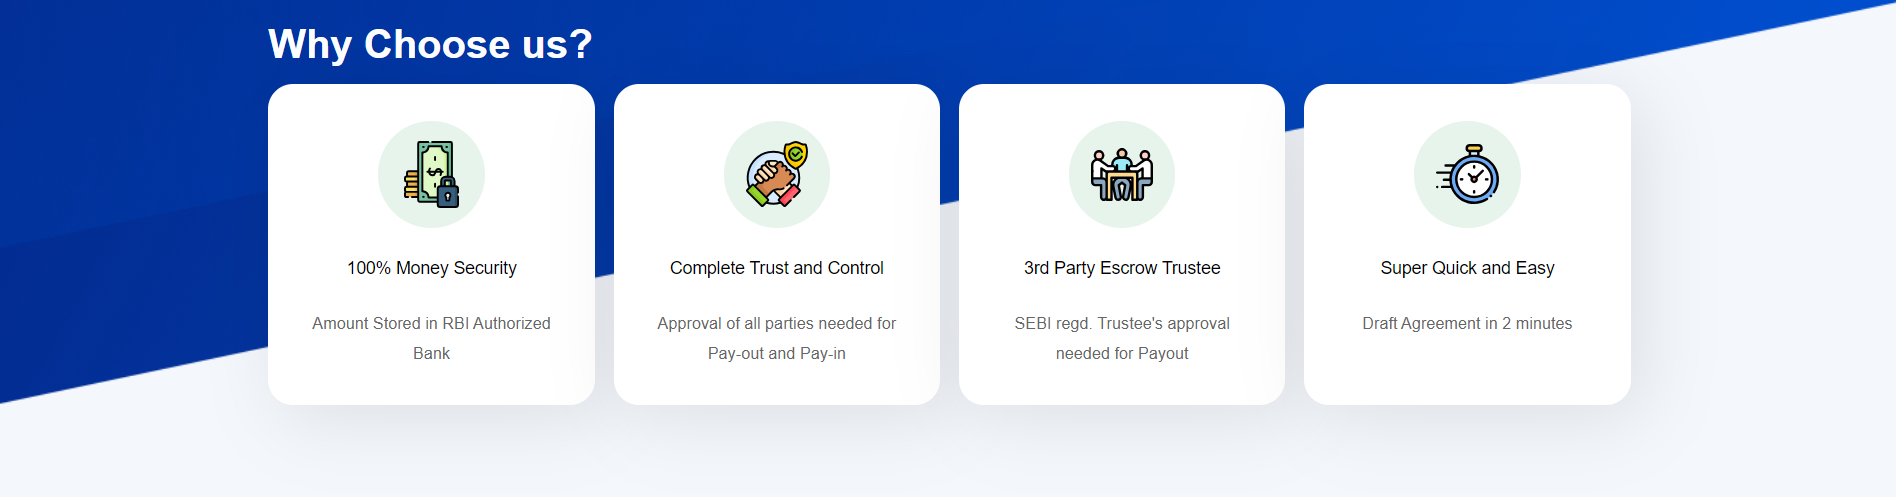 Why Choose us?
100% Money Security
Amount Stored in RBI Authorized
Bank
Complete Trust and Control
Approval of all parties needed for
Pay-out and Pay-in
3rd Party Escrow Trustee
SEBI regd. Trustee's approval
needed for Payout
Super Quick and Easy
Draft Agreement in 2 minutes